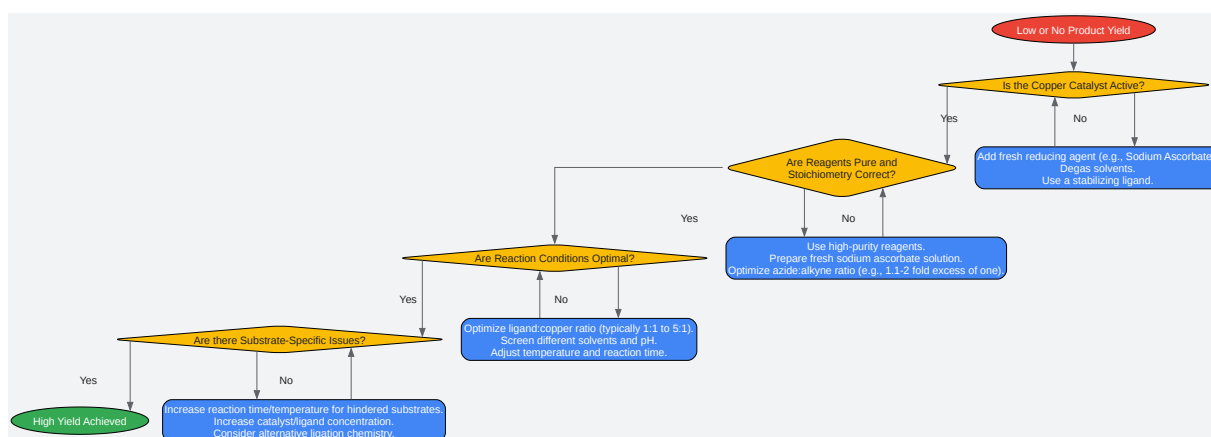 Low or No Product Yield
Is the Copper Catalyst Active?
Yes
No
Add fresh reducing agent (e.g., Sodium Ascorbate
Degas solvents.
Use a stabilizing ligand.
Are Reagents Pure and
Stoichiometry Correct?
Yes
No
Use high-purity reagents.
Prepare fresh sodium ascorbate solution.
Optimize azide:alkyne ratio (e.g., 1.1-2 fold excess of one).
Are Reaction Conditions Optimal?
Yes
No
Optimize ligand:copper ratio (typically 1:1 to 5:1).
Screen different solvents and pH.
Adjust temperature and reaction time.
Are there Substrate-Specific Issues?
Yes
No
High Yield Achieved
Increase reaction time/temperature for hindered substrates.
Increase catalyst/ligand concentration.
Consider alternative ligation chemistry.